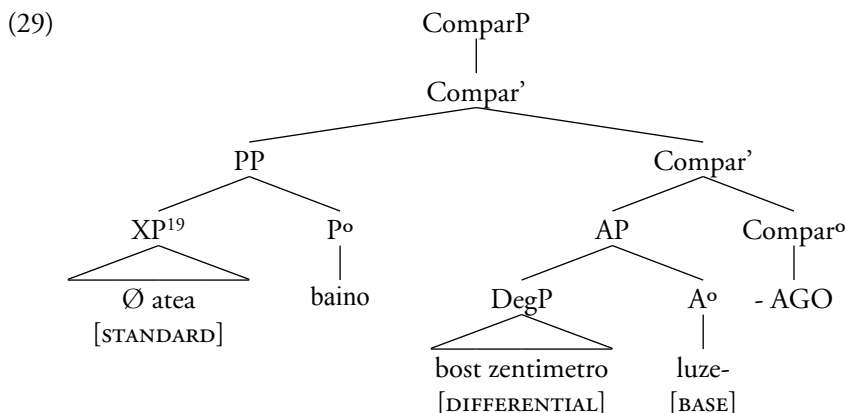 (29) ComparP
Compar’
PP Compar’
XP¹⁹ Pº AP Comparº
Ø atea baino DegP Aº - AGO
[STANDARD]
bost zentimetro luze-
[DIFFERENTIAL] [BASE]